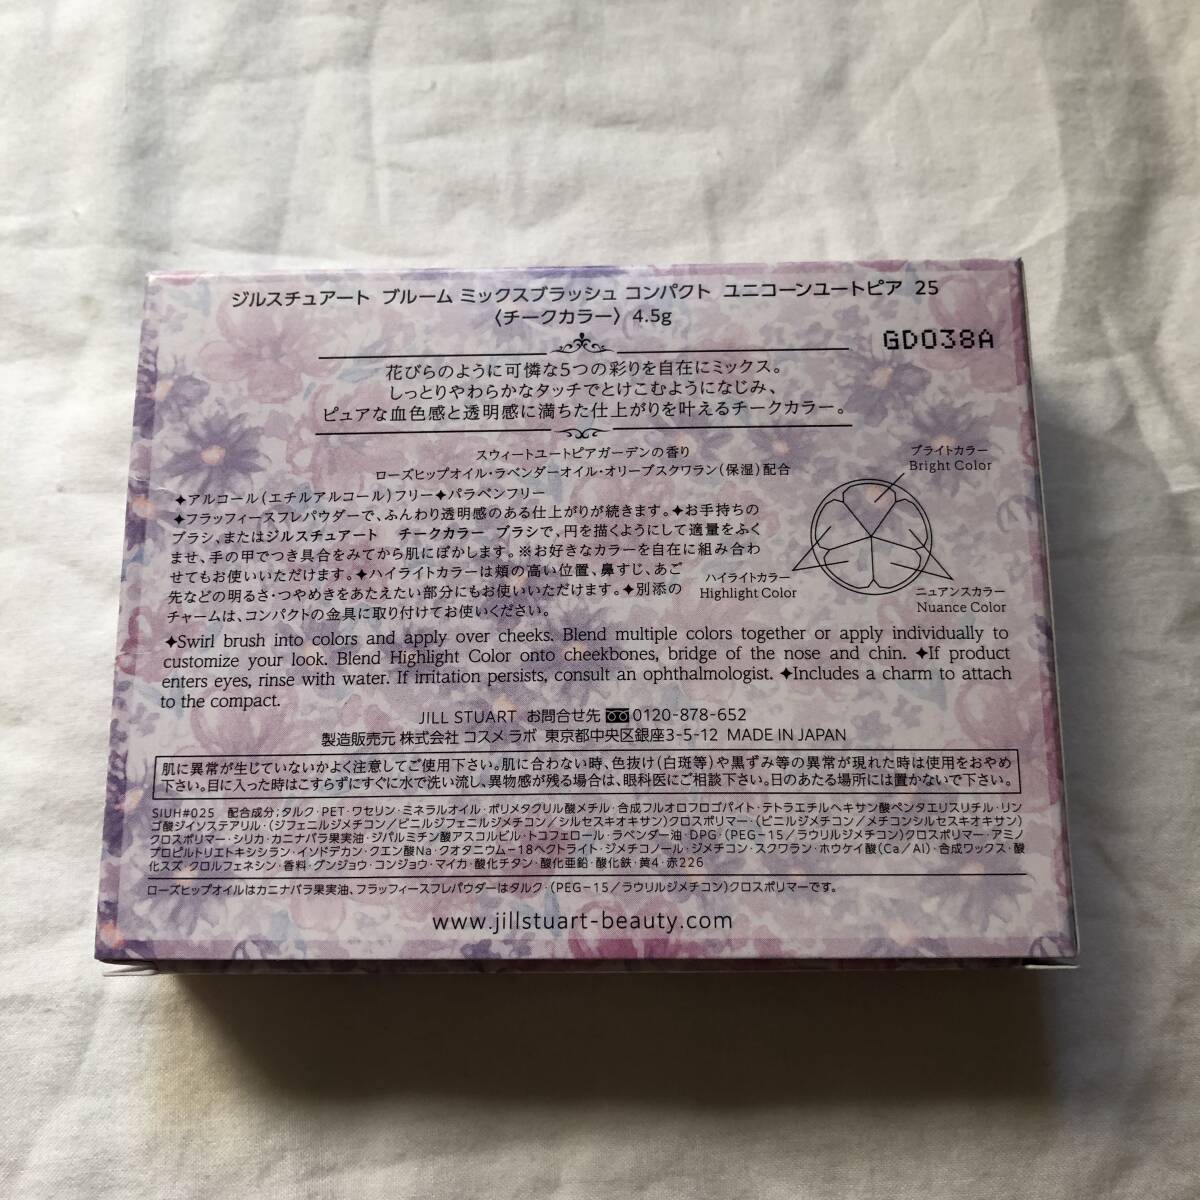 ジルスチュアート ブルーム ミックスブラッシュ コンパクト ユニコーンユートピア 25
〈チークカラー〉 4.5g
GD038A
花びらのように可憐な5つの彩りを自在にミックス。
しっとりやわらかなタッチでとけこむようになじみ、
ピュアな血色感と透明感に満ちた仕上がりを叶えるチークカラー。
スウィートユートピアガーデンの香り
ローズヒップオイル・ラベンダーオイル・オリーブスクワラン(保湿)配合
✦アルコール(エチルアルコール)フリー✦パラベンフリー
✦フラッフィースフレパウダーで、ふんわり透明感のある仕上がりが続きます。✦お手持ちの
ブラシ、またはジルスチュアート チークカラー ブラシで、円を描くようにして適量をふく
ませ、手の甲でつき具合をみてから肌にぼかします。※お好きなカラーを自在に組み合わ
せてもお使いいただけます。✦ハイライトカラーは頬の高い位置、鼻すじ、あご
先などの明るさ・つやめきをあたえたい部分にもお使いいただけます。✦別添の
チャームは、コンパクトの金具に取り付けてお使いください。
ブライトカラー
Bright Color
ハイライトカラー
Highlight Color
ニュアンスカラー
Nuance Color
✦Swirl brush into colors and apply over cheeks. Blend multiple colors together or apply individually to
customize your look. Blend Highlight Color onto cheekbones, bridge of the nose and chin. ✦If product
enters eyes, rinse with water. If irritation persists, consult an ophthalmologist. ✦Includes a charm to attach
to the compact.
JILL STUART お問合せ先 0120-878-652
製造販売元 株式会社 コスメ ラボ 東京都中央区銀座3-5-12 MADE IN JAPAN
肌に異常が生じていないかよく注意してご使用下さい。肌に合わない時、色抜け(白斑等)や黒ずみ等の異常が現れた時は使用をおやめ
下さい。目に入った時はこすらずにすぐに水で洗い流し、異物感が残る場合は、眼科医にご相談下さい。日のあたる場所には置かないで下さい。
SIUH#025 配合成分;タルク・PET・ワセリン・ミネラルオイル・ポリメタクリル酸メチル・合成フルオロフロゴパイト・テトラエチルヘキサン酸ペンタエリスリチル・リン
ゴ酸ジイソステアリル・(ジフェニルジメチコン/ビニルジフェニルジメチコン/シルセスキオキサン)クロスポリマー・(ビニルジメチコン/メチコンシルセスキオキサン)
クロスポリマー・シリカ・カニナバラ果実油・ジパルミチン酸アスコルビル・トコフェロール・ラベンダー油・DPG・(PEG-15/ラウリルジメチコン)クロスポリマー・アミノ
プロピルトリエトキシシラン・イソドデカン・クエン酸Na・クオタニウム-18ヘクトライト・ジメチコノール・ジメチコン・スクワラン・ホウケイ酸(Ca/Al)・合成ワックス・酸
化スズ・クロルフェネシン・香料・グンジョウ・コンジョウ・マイカ・酸化チタン・酸化亜鉛・酸化鉄・黄4・赤226
ローズヒップオイルはカニナバラ果実油、フラッフィースフレパウダーはタルク・(PEG-15/ラウリルジメチコン)クロスポリマーです。
www.jillstuart-beauty.com